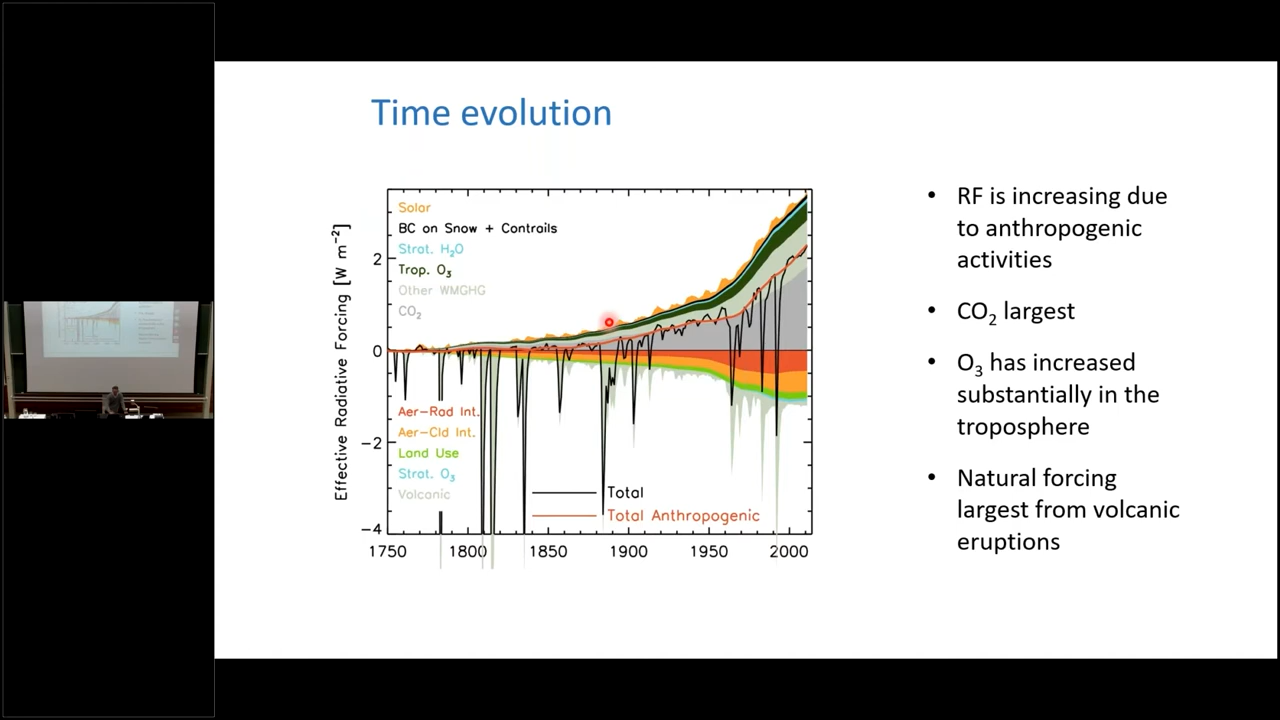 Time evolution
Effective Radiative Forcing [W m⁻²]
Solar
BC on Snow + Contrails
Strat. H₂O
Trop. O₃
Other WMGHG
CO₂
Aer-Rad Int.
Aer-Cld Int.
Land Use
Strat. O₃
Volcanic
Total
Total Anthropogenic
2
0
−2
−4
1750 1800 1850 1900 1950 2000
• RF is increasing due
to anthropogenic
activities
• CO₂ largest
• O₃ has increased
substantially in the
troposphere
• Natural forcing
largest from volcanic
eruptions